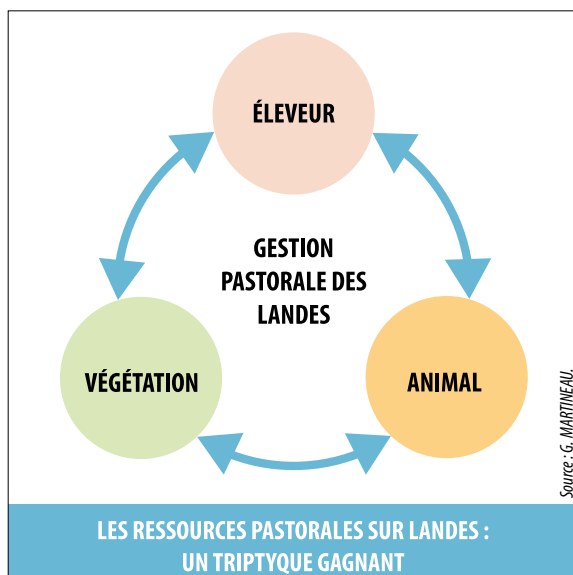 ÉLEVEUR
GESTION
PASTORALE DES
LANDES
VÉGÉTATION
ANIMAL
Source : G. MARTINEAU.
LES RESSOURCES PASTORALES SUR LANDES :
UN TRIPTYQUE GAGNANT